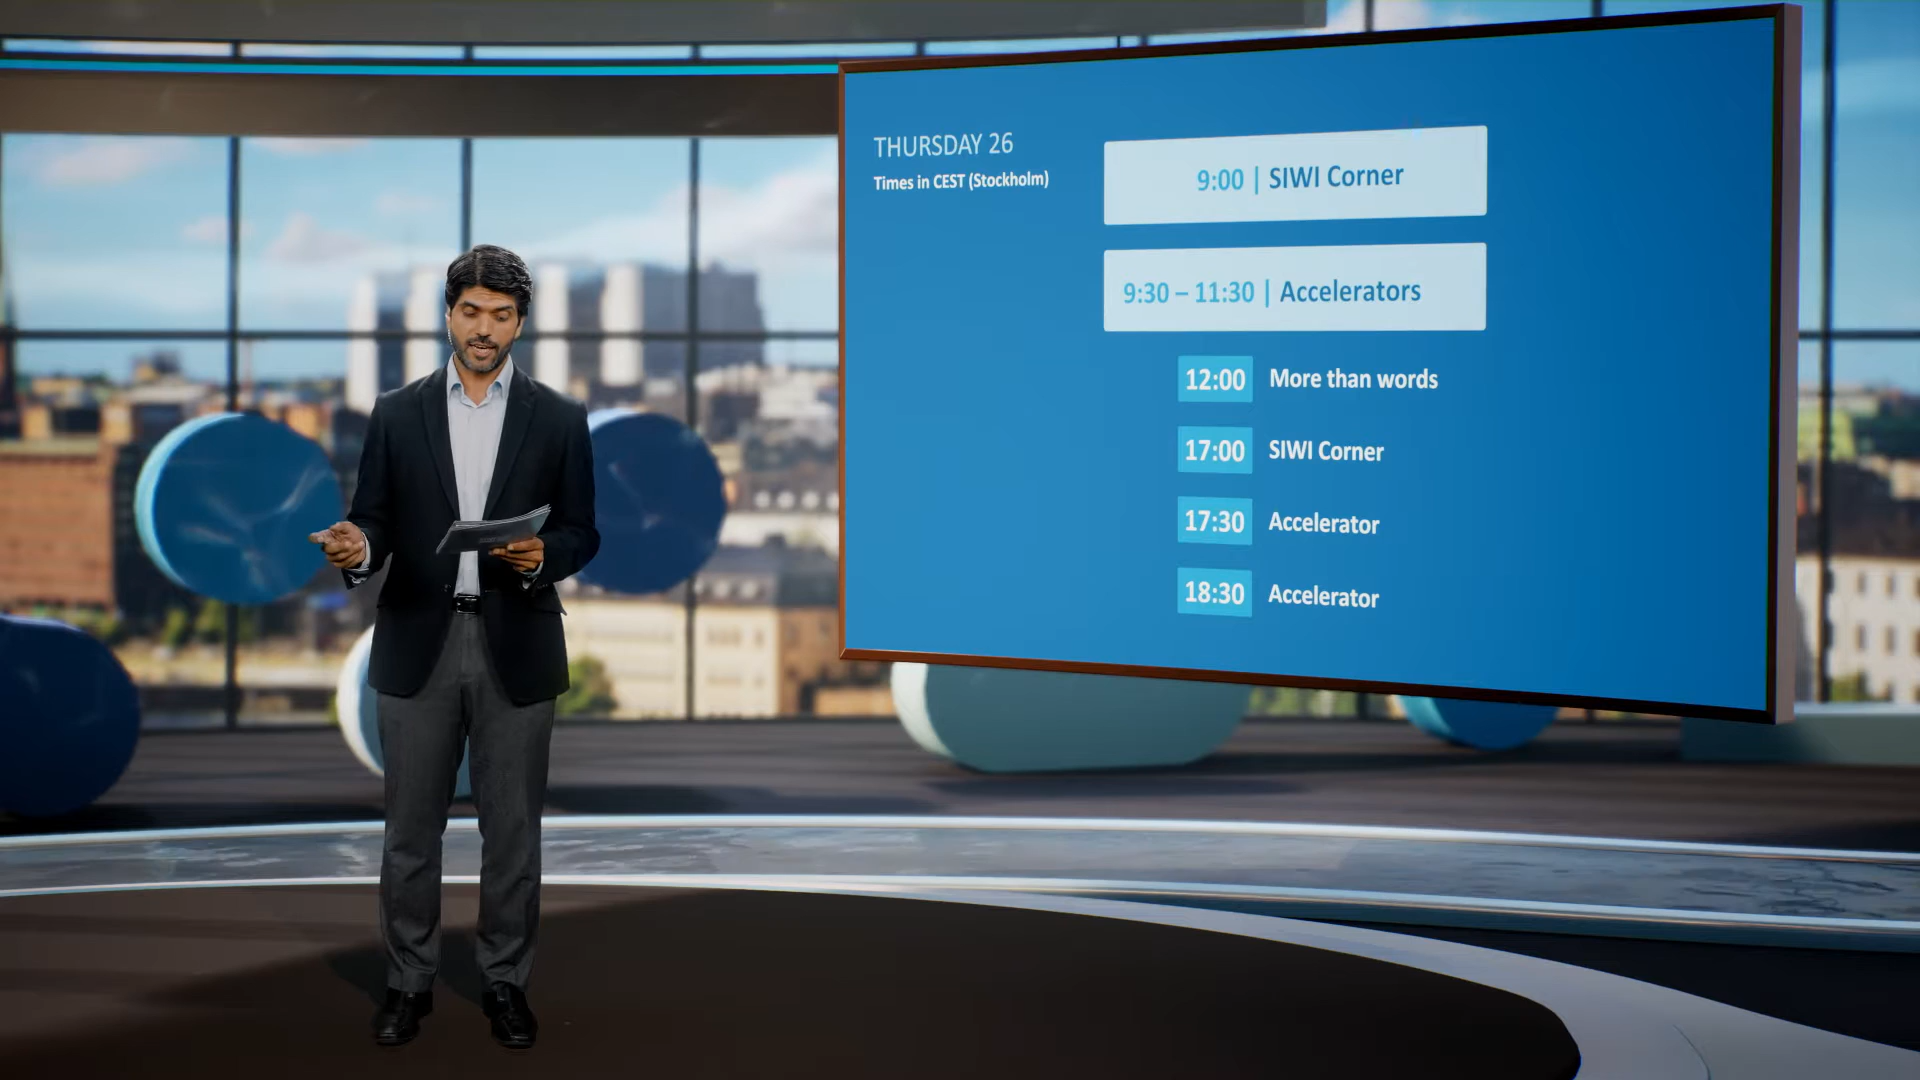 THURSDAY 26
Times in CEST (Stockholm)
9:00 | SIWI Corner
9:30 – 11:30 | Accelerators
12:00 More than words
17:00 SIWI Corner
17:30 Accelerator
18:30 Accelerator